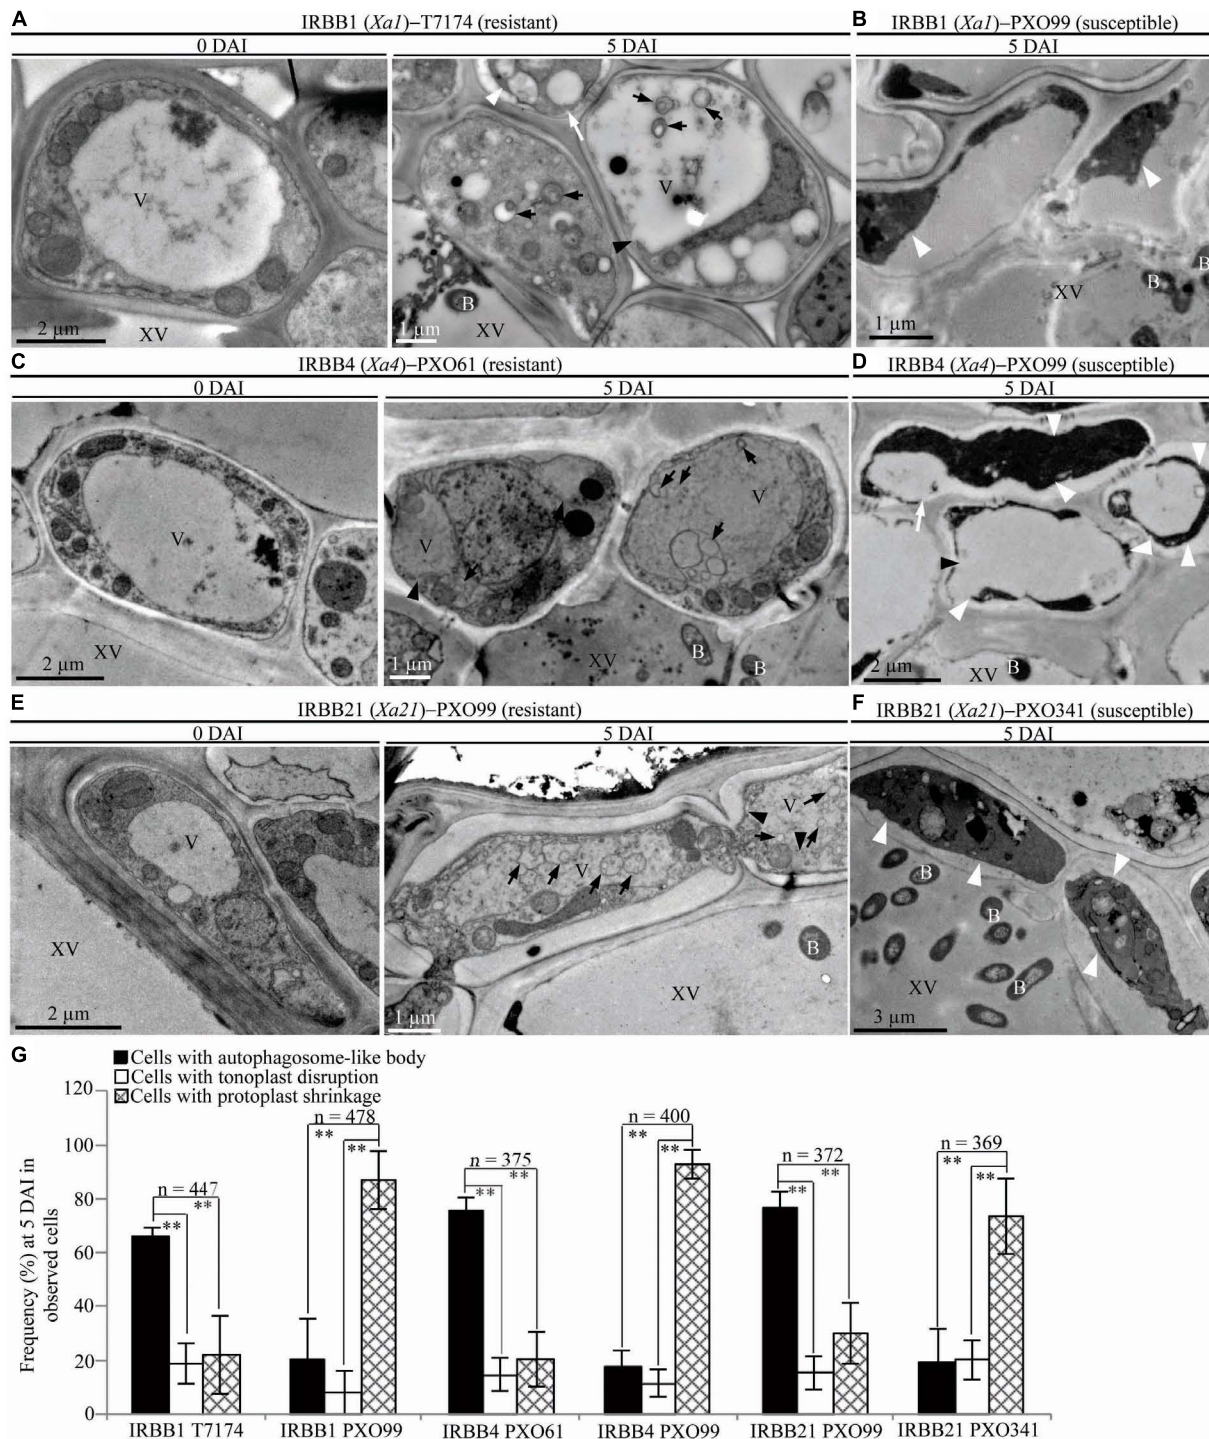 A IRBB1 (Xa1)–T7174 (resistant)
B IRBB1 (Xa1)–PXO99 (susceptible)
0 DAI
5 DAI
5 DAI
V
XV
2 µm
V
B
XV
1 µm
B
B
XV
1 µm
C IRBB4 (Xa4)–PXO61 (resistant)
D IRBB4 (Xa4)–PXO99 (susceptible)
0 DAI
5 DAI
5 DAI
V
XV
2 µm
V
V
B
B
XV
1 µm
XV B
2 µm
E IRBB21 (Xa21)–PXO99 (resistant)
F IRBB21 (Xa21)–PXO341 (susceptible)
0 DAI
5 DAI
5 DAI
V
XV
2 µm
V
V
B
XV
1 µm
B
B
B
XV
3 µm
G
Cells with autophagosome-like body
Cells with tonoplast disruption
Cells with protoplast shrinkage
Frequency (%) at 5 DAI in
observed cells
120
100
80
60
40
20
0
n = 447
** **
n = 478
** **
n = 375
** **
n = 400
** **
n = 372
** **
n = 369
** **
IRBB1 T7174 IRBB1 PXO99 IRBB4 PXO61 IRBB4 PXO99 IRBB21 PXO99 IRBB21 PXO341